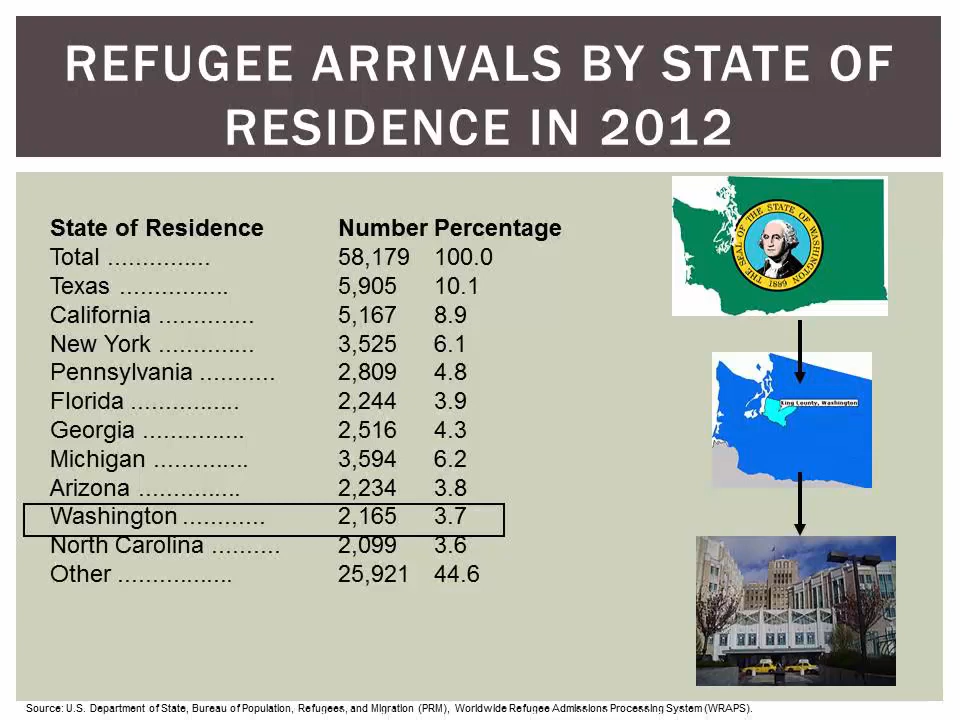 REFUGEE ARRIVALS BY STATE OF
RESIDENCE IN 2012
State of Residence Number Percentage
Total ............... 58,179 100.0
Texas ................ 5,905 10.1
California .............. 5,167 8.9
New York .............. 3,525 6.1
Pennsylvania ........... 2,809 4.8
Florida ................ 2,244 3.9
Georgia ............... 2,516 4.3
Michigan .............. 3,594 6.2
Arizona ............... 2,234 3.8
Washington ............ 2,165 3.7
North Carolina .......... 2,099 3.6
Other ................. 25,921 44.6
THE SEAL OF THE STATE OF WASHINGTON
1889
King County, Washington
Source: U.S. Department of State, Bureau of Population, Refugees, and Migration (PRM), Worldwide Refugee Admissions Processing System (WRAPS).